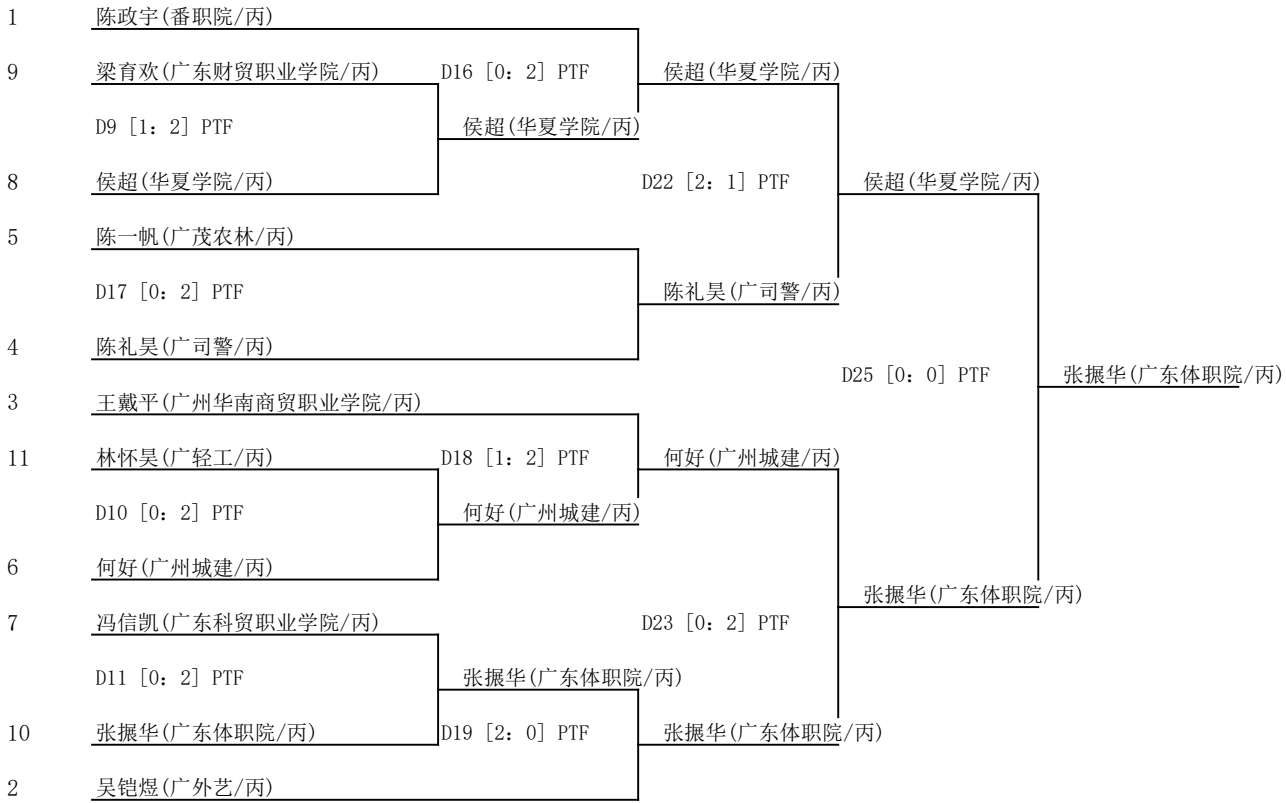 1 陈政宇(番职院/丙)
9 梁育欢(广东财贸职业学院/丙) D16 [0: 2] PTF 侯超(华夏学院/丙)
D9 [1: 2] PTF 侯超(华夏学院/丙)
8 侯超(华夏学院/丙) D22 [2: 1] PTF 侯超(华夏学院/丙)
5 陈一帆(广茂农林/丙)
D17 [0: 2] PTF 陈礼昊(广司警/丙)
4 陈礼昊(广司警/丙)
D25 [0: 0] PTF 张振华(广东体职院/丙)
3 王戴平(广州华南商贸职业学院/丙)
11 林怀昊(广轻工/丙) D18 [1: 2] PTF 何好(广州城建/丙)
D10 [0: 2] PTF 何好(广州城建/丙)
6 何好(广州城建/丙)
张振华(广东体职院/丙)
7 冯信凯(广东科贸职业学院/丙) D23 [0: 2] PTF
D11 [0: 2] PTF 张振华(广东体职院/丙)
10 张振华(广东体职院/丙) D19 [2: 0] PTF 张振华(广东体职院/丙)
2 吴铠煜(广外艺/丙)